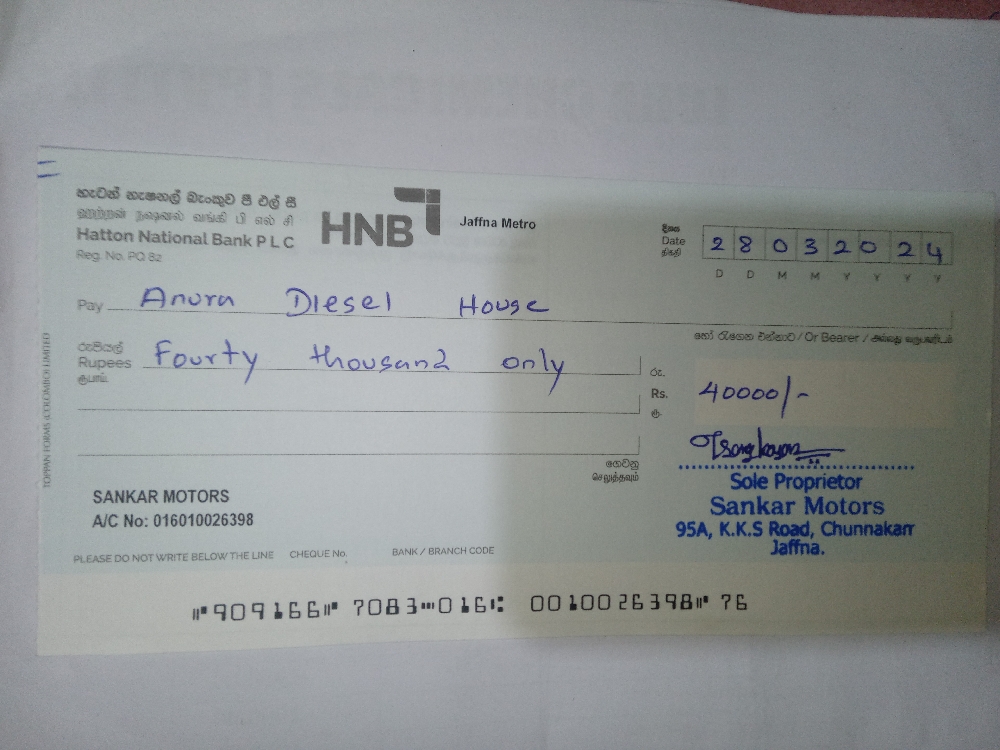 හැටන් නැෂනල් බැංකුව පී එල් සී
ஹற்றன் நஷனல் வங்கி பி எல் சி
Hatton National Bank P L C
Reg. No. PQ 82
HNB
Jaffna Metro
දිනය
Date
திகதி
2 8 0 3 2 0 2 4
D D M M Y Y Y Y
Pay Anura Diesel House
හෝ රැගෙන එන්නාට / Or Bearer / அல்லது வருபவரிடம்
රුපියල්
Rupees Fourty thousand only
ரூபாய்
රු.
Rs. 40000/-
ரூ.
ගෙවනු
செலுத்தவும்
TOPPAN FORMS (COLOMBO) LIMITED
SANKAR MOTORS
A/C No: 016010026398
Sole Proprietor
Sankar Motors
95A, K.K.S Road, Chunnakam
Jaffna.
PLEASE DO NOT WRITE BELOW THE LINE CHEQUE No. BANK / BRANCH CODE
⑈909166⑈ 7083⑉016⑆ 0010026398⑈ 76